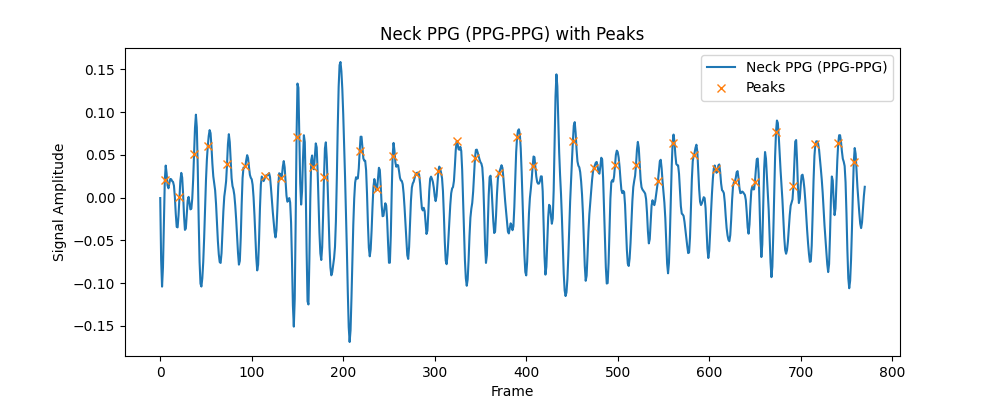 Neck PPG (PPG-PPG) with Peaks
Neck PPG (PPG-PPG)
Peaks
Signal Amplitude
0.15
0.10
0.05
0.00
−0.05
−0.10
−0.15
0 100 200 300 400 500 600 700 800
Frame